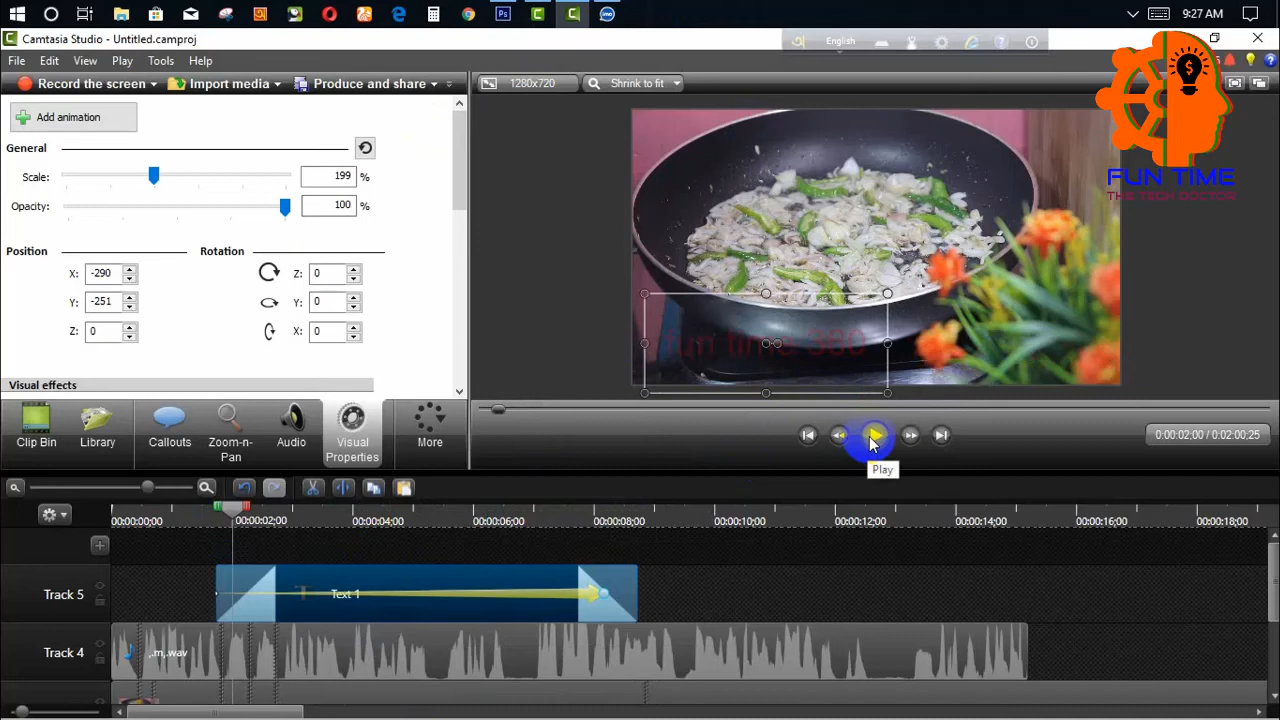 9:27 AM
Camtasia Studio - Untitled.camproj
English
File Edit View Play Tools Help
Record the screen Import media Produce and share
1280x720 Shrink to fit
Add animation
General
Scale: 199 %
Opacity: 100 %
Position Rotation
X: -290 Z: 0
Y: -251 Y: 0
Z: 0 X: 0
Visual effects
FUN TIME
THE TECH DOCTOR
fun time 360
Clip Bin Library Callouts Zoom-n-Pan Audio Visual Properties More
0:00:02;00 / 0:02:00;25
Play
00:00:00;00 00:00:02;00 00:00:04;00 00:00:06;00 00:00:08;00 00:00:10;00 00:00:12;00 00:00:14;00 00:00:16;00 00:00:18;00
Track 5 Text 1
Track 4 ,.m,.wav